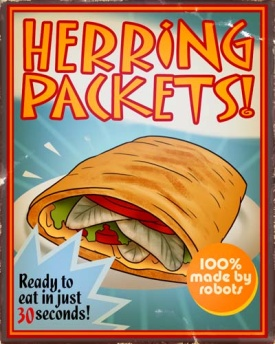 HERRING
PACKETS!
Ready to
eat in just
30 seconds!
100%
made by
robots